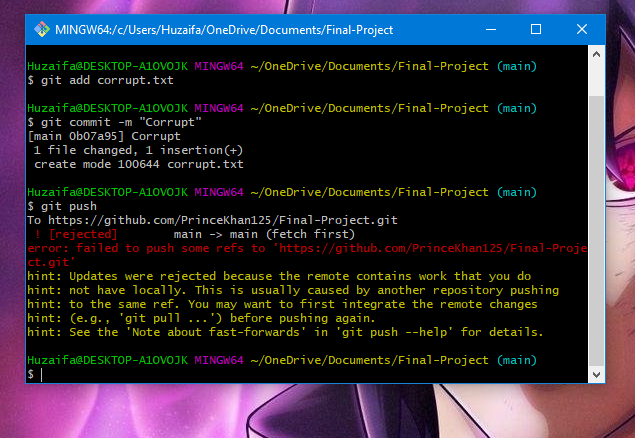 MINGW64:/c/Users/Huzaifa/OneDrive/Documents/Final-Project
Huzaifa@DESKTOP-A1OVOJK MINGW64 ~/OneDrive/Documents/Final-Project (main)
$ git add corrupt.txt
Huzaifa@DESKTOP-A1OVOJK MINGW64 ~/OneDrive/Documents/Final-Project (main)
$ git commit -m "Corrupt"
[main 0b07a95] Corrupt
 1 file changed, 1 insertion(+)
 create mode 100644 corrupt.txt
Huzaifa@DESKTOP-A1OVOJK MINGW64 ~/OneDrive/Documents/Final-Project (main)
$ git push
To https://github.com/PrinceKhan125/Final-Project.git
 ! [rejected]        main -> main (fetch first)
error: failed to push some refs to 'https://github.com/PrinceKhan125/Final-Proje
ct.git'
hint: Updates were rejected because the remote contains work that you do
hint: not have locally. This is usually caused by another repository pushing
hint: to the same ref. You may want to first integrate the remote changes
hint: (e.g., 'git pull ...') before pushing again.
hint: See the 'Note about fast-forwards' in 'git push --help' for details.
Huzaifa@DESKTOP-A1OVOJK MINGW64 ~/OneDrive/Documents/Final-Project (main)
$